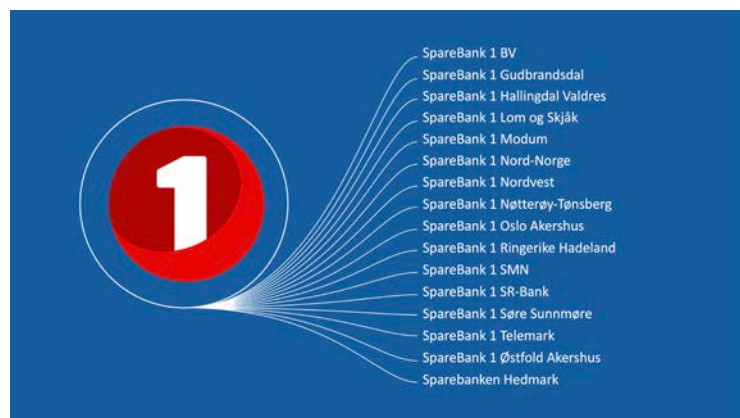 1
SpareBank 1 BV
SpareBank 1 Gudbrandsdal
SpareBank 1 Hallingdal Valdres
SpareBank 1 Lom og Skjåk
SpareBank 1 Modum
SpareBank 1 Nord-Norge
SpareBank 1 Nordvest
SpareBank 1 Nøtterøy-Tønsberg
SpareBank 1 Oslo Akershus
SpareBank 1 Ringerike Hadeland
SpareBank 1 SMN
SpareBank 1 SR-Bank
SpareBank 1 Søre Sunnmøre
SpareBank 1 Telemark
SpareBank 1 Østfold Akershus
Sparebanken Hedmark